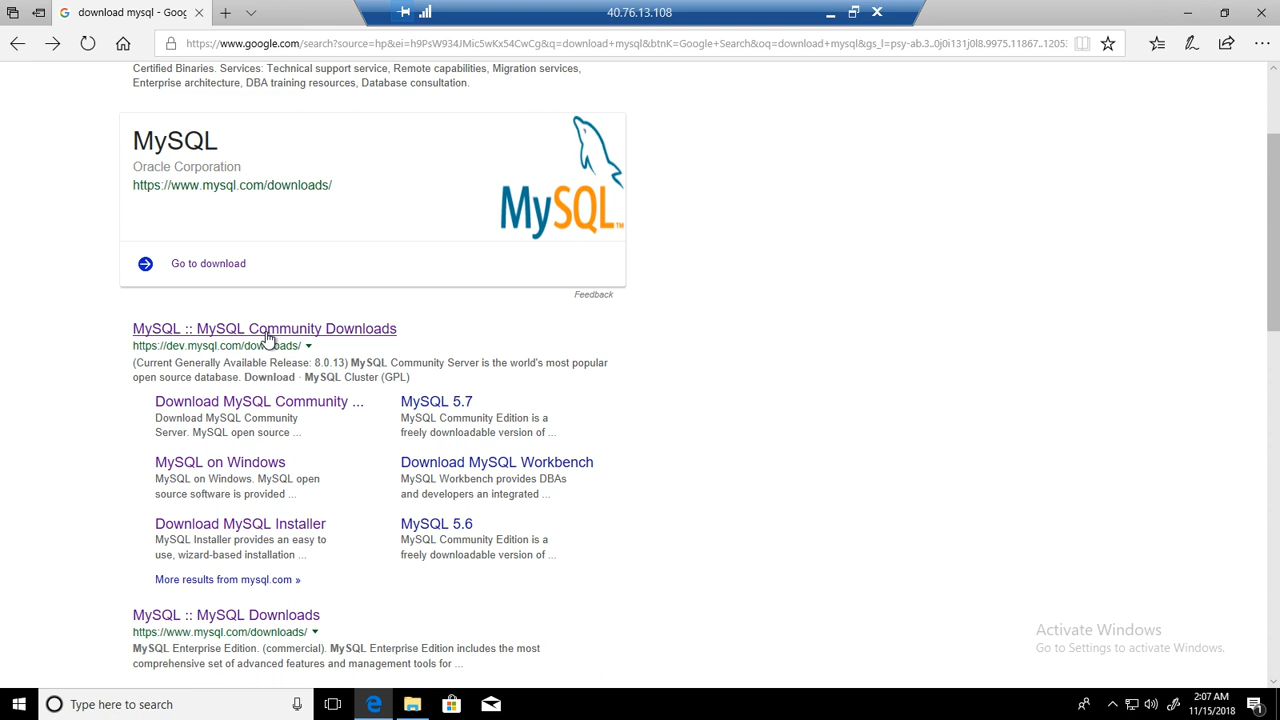 download mysql - Goog
40.76.13.108
https://www.google.com/search?source=hp&ei=h9PsW934JMic5wKx54CwCg&q=download+mysql&btnK=Google+Search&oq=download+mysql&gs_l=psy-ab.3..0j0i131j0l8.9975.11867..1205:
Certified Binaries. Services: Technical support service, Remote capabilities, Migration services,
Enterprise architecture, DBA training resources, Database consultation.
MySQL
Oracle Corporation
https://www.mysql.com/downloads/
MySQL™
Go to download
Feedback
MySQL :: MySQL Community Downloads
https://dev.mysql.com/downloads/
(Current Generally Available Release: 8.0.13) MySQL Community Server is the world's most popular
open source database. Download · MySQL Cluster (GPL)
Download MySQL Community ...
Download MySQL Community
Server. MySQL open source ...
MySQL 5.7
MySQL Community Edition is a
freely downloadable version of ...
MySQL on Windows
MySQL on Windows. MySQL open
source software is provided ...
Download MySQL Workbench
MySQL Workbench provides DBAs
and developers an integrated ...
Download MySQL Installer
MySQL Installer provides an easy to
use, wizard-based installation ...
MySQL 5.6
MySQL Community Edition is a
freely downloadable version of ...
More results from mysql.com »
MySQL :: MySQL Downloads
https://www.mysql.com/downloads/
MySQL Enterprise Edition. (commercial). MySQL Enterprise Edition includes the most
comprehensive set of advanced features and management tools for ...
Activate Windows
Go to Settings to activate Windows.
Type here to search
2:07 AM
11/15/2018
1